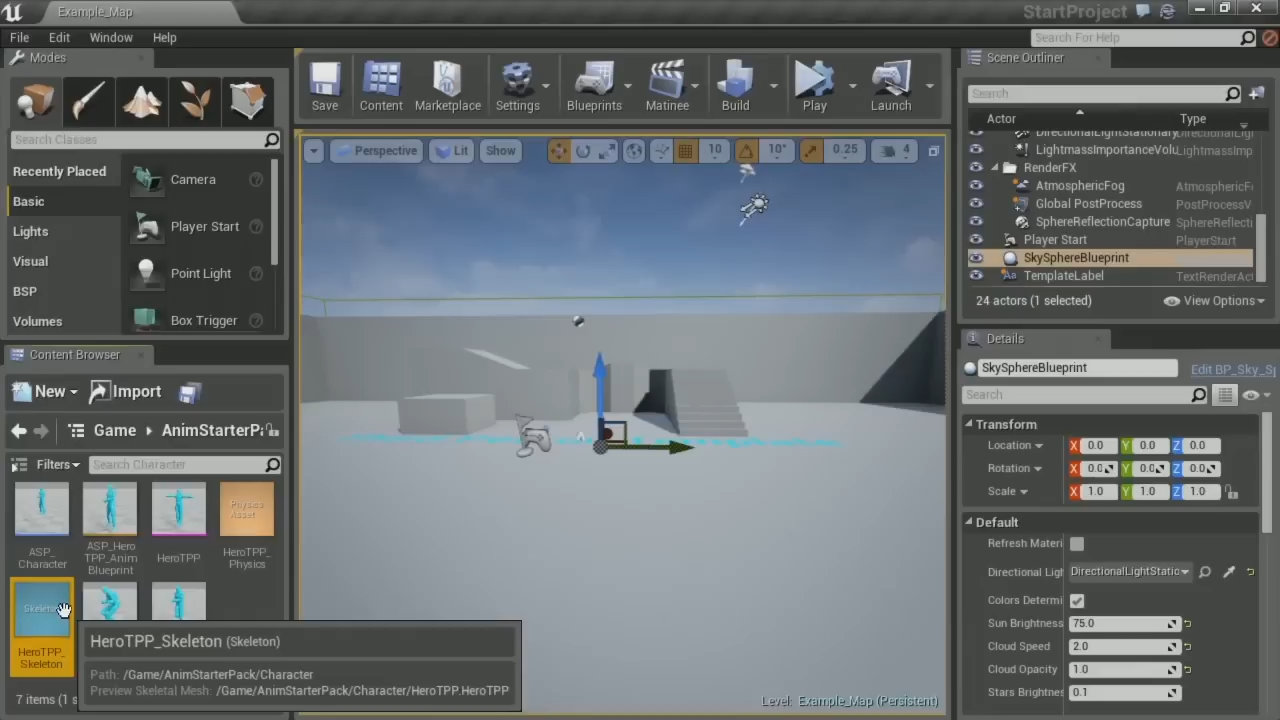 Example_Map
StartProject
File
Edit
Window
Help
Search For Help
Modes
Search Classes
Recently Placed
Basic
Lights
Visual
BSP
Volumes
Camera
Player Start
Point Light
Box Trigger
Save
Content
Marketplace
Settings
Blueprints
Matinee
Build
Play
Launch
Perspective
Lit
Show
10
10°
0.25
4
Level: Example_Map (Persistent)
Scene Outliner
Search
Actor
Type
DirectionalLightStationary
DirectionalLigh
LightmassImportanceVolu
LightmassImp
RenderFX
AtmosphericFog
AtmosphericF
Global PostProcess
PostProcessV
SphereReflectionCapture
SphereReflecti
Player Start
PlayerStart
SkySphereBlueprint
TemplateLabel
TextRenderAc
24 actors (1 selected)
View Options
Details
SkySphereBlueprint
Edit BP_Sky_S
Search
Transform
Location
X 0.0
Y 0.0
Z 0.0
Rotation
X 0.0
Y 0.0
Z 0.0
Scale
X 1.0
Y 1.0
Z 1.0
Default
Refresh Materi
Directional Ligh
DirectionalLightStatic
Colors Determi
Sun Brightness
75.0
Cloud Speed
2.0
Cloud Opacity
1.0
Stars Brightnes
0.1
Content Browser
New
Import
Game
AnimStarterPa
Filters
Search Character
ASP_
Character
ASP_Hero
TPP_Anim
Blueprint
HeroTPP
Physics
Asset
HeroTPP_
Physics
Skeleton
HeroTPP_
Skeleton
7 items (1 s
HeroTPP_Skeleton (Skeleton)
Path: /Game/AnimStarterPack/Character
Preview Skeletal Mesh: /Game/AnimStarterPack/Character/HeroTPP.HeroTPP